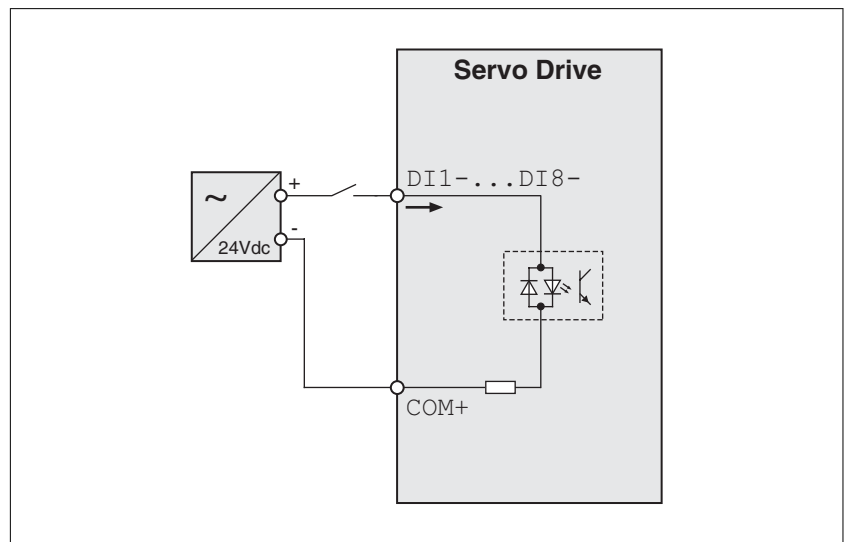 Servo Drive
DI1-...DI8-
+
~
-
24Vdc
COM+